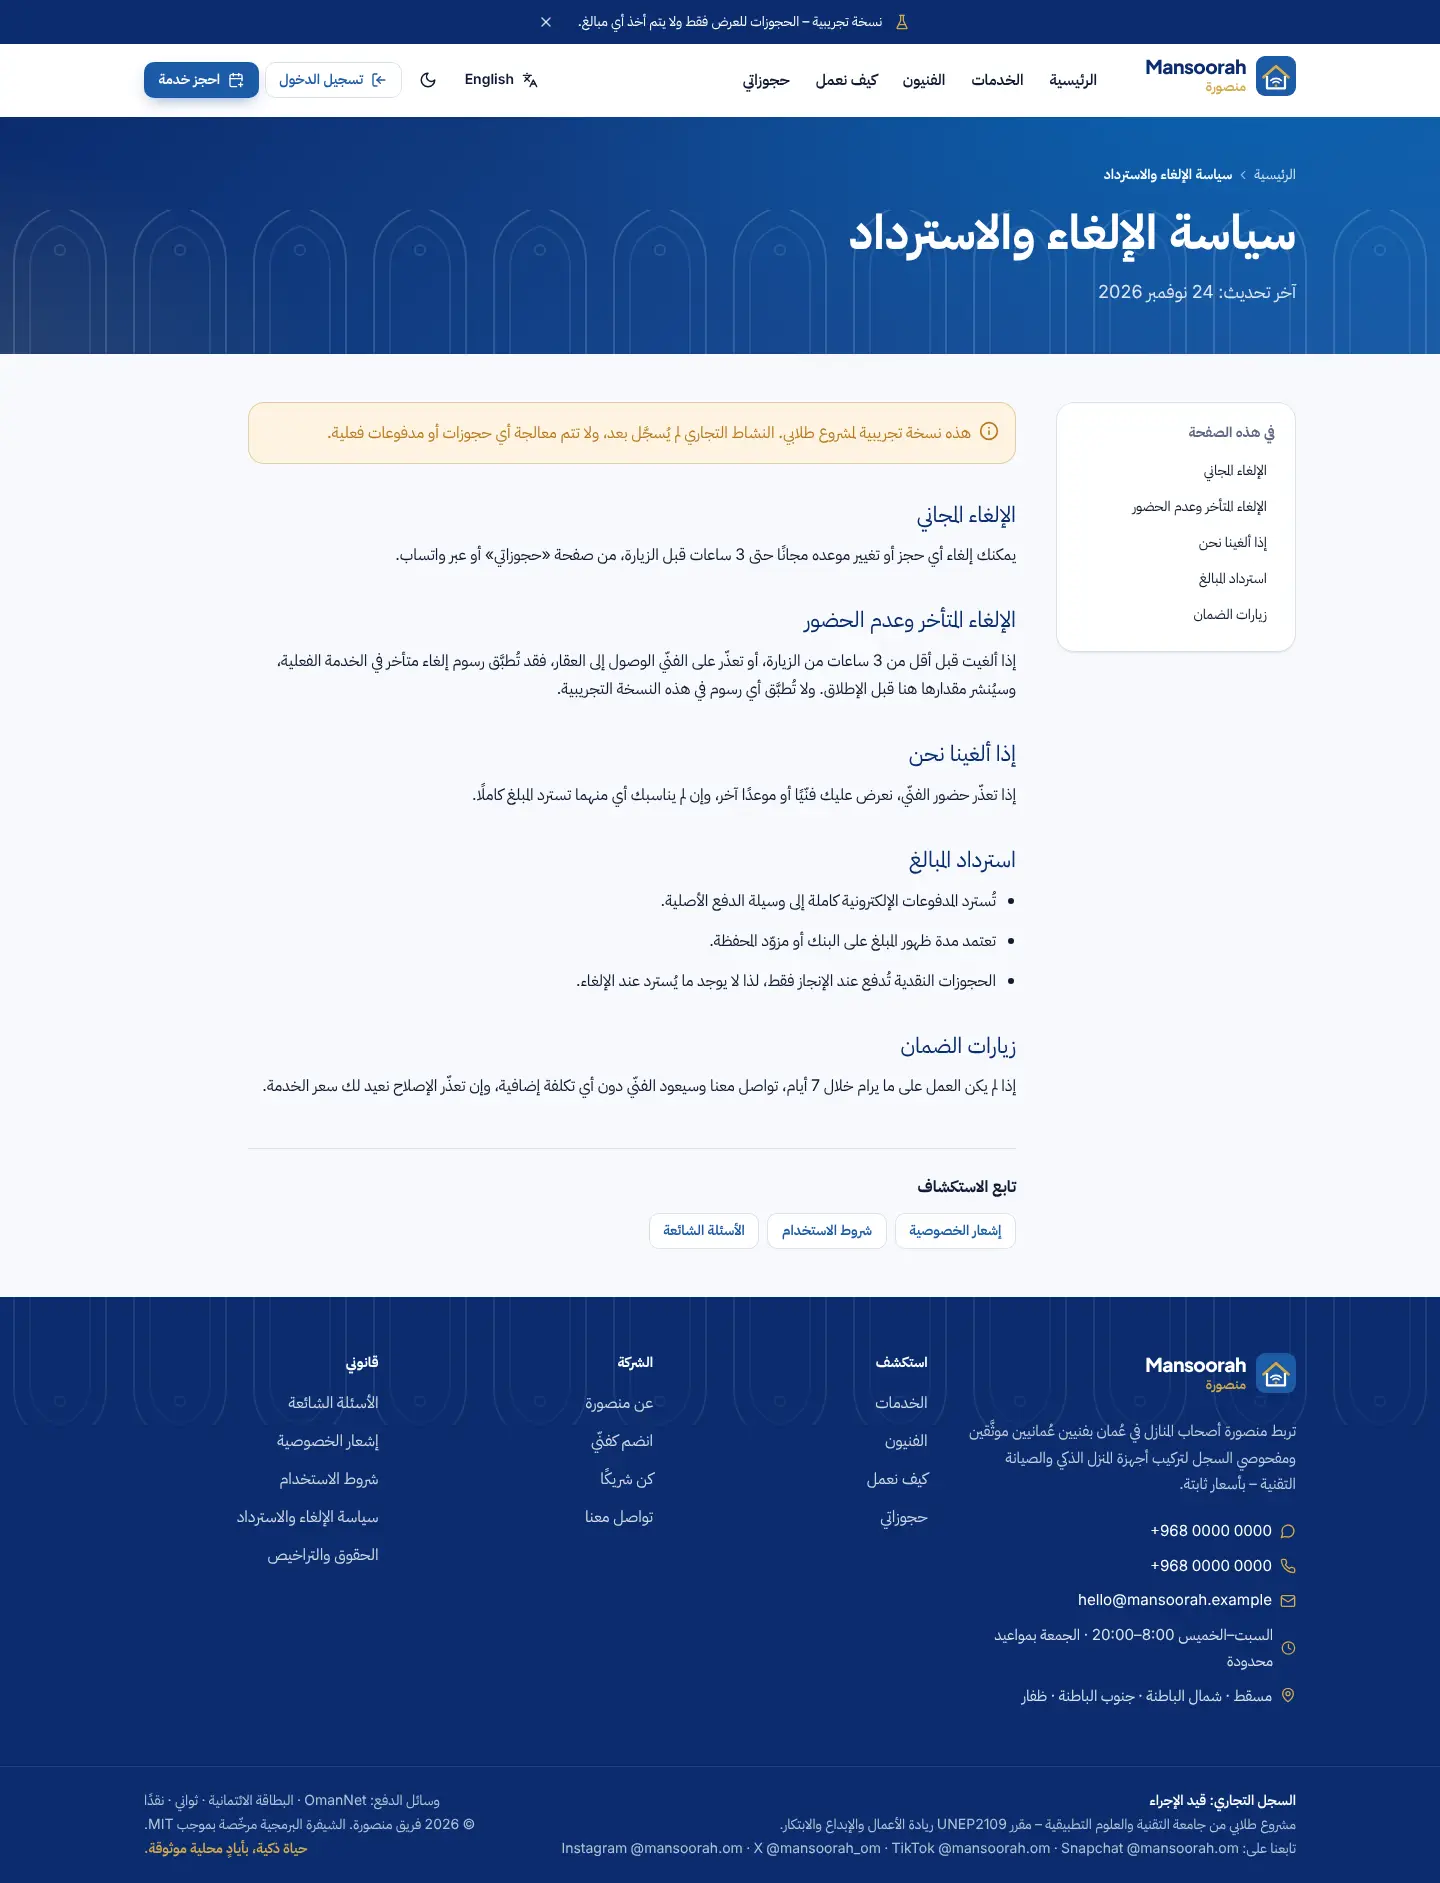 نسخة تجريبية – الحجوزات للعرض فقط ولا يتم أخذ أي مبالغ.
Mansoorah
منصورة
الرئيسية
الخدمات
الفنيون
كيف نعمل
حجوزاتي
English
تسجيل الدخول
احجز خدمة
الرئيسية
سياسة الإلغاء والاسترداد
سياسة الإلغاء والاسترداد
آخر تحديث: 24 نوفمبر 2026
في هذه الصفحة
الإلغاء المجاني
الإلغاء المتأخر وعدم الحضور
إذا ألغينا نحن
استرداد المبالغ
زيارات الضمان
هذه نسخة تجريبية لمشروع طلابي. النشاط التجاري لم يُسجَّل بعد، ولا تتم معالجة أي حجوزات أو مدفوعات فعلية.
الإلغاء المجاني
يمكنك إلغاء أي حجز أو تغيير موعده مجانًا حتى 3 ساعات قبل الزيارة، من صفحة «حجوزاتي» أو عبر واتساب.
الإلغاء المتأخر وعدم الحضور
إذا ألغيت قبل أقل من 3 ساعات من الزيارة، أو تعذّر على الفنّي الوصول إلى العقار، فقد تُطبَّق رسوم إلغاء متأخر في الخدمة الفعلية،
وسيُنشر مقدارها هنا قبل الإطلاق. ولا تُطبَّق أي رسوم في هذه النسخة التجريبية.
إذا ألغينا نحن
إذا تعذّر حضور الفنّي، نعرض عليك فنّيًا أو موعدًا آخر، وإن لم يناسبك أي منهما تسترد المبلغ كاملًا.
استرداد المبالغ
• تُسترد المدفوعات الإلكترونية كاملة إلى وسيلة الدفع الأصلية.
• تعتمد مدة ظهور المبلغ على البنك أو مزوّد المحفظة.
• الحجوزات النقدية تُدفع عند الإنجاز فقط، لذا لا يوجد ما يُسترد عند الإلغاء.
زيارات الضمان
إذا لم يكن العمل على ما يرام خلال 7 أيام، تواصل معنا وسيعود الفنّي دون أي تكلفة إضافية، وإن تعذّر الإصلاح نعيد لك سعر الخدمة.
تابع الاستكشاف
إشعار الخصوصية
شروط الاستخدام
الأسئلة الشائعة
Mansoorah
منصورة
تربط منصورة أصحاب المنازل في عُمان بفنيين عُمانيين موثَّقين
ومفحوصي السجل لتركيب أجهزة المنزل الذكي والصيانة
التقنية – بأسعار ثابتة.
+968 0000 0000
+968 0000 0000
hello@mansoorah.example
السبت–الخميس 8:00–20:00 · الجمعة بمواعيد
محدودة
مسقط · شمال الباطنة · جنوب الباطنة · ظفار
استكشف
الخدمات
الفنيون
كيف نعمل
حجوزاتي
الشركة
عن منصورة
انضم كفنّي
كن شريكًا
تواصل معنا
قانوني
الأسئلة الشائعة
إشعار الخصوصية
شروط الاستخدام
سياسة الإلغاء والاسترداد
الحقوق والتراخيص
السجل التجاري: قيد الإجراء
مشروع طلابي من جامعة التقنية والعلوم التطبيقية – مقرر UNEP2109 ريادة الأعمال والإبداع والابتكار.
تابعنا على: Instagram @mansoorah.om · X @mansoorah_om · TikTok @mansoorah.om · Snapchat @mansoorah.om
وسائل الدفع: OmanNet · البطاقة الائتمانية · ثواني · نقدًا
© 2026 فريق منصورة. الشيفرة البرمجية مرخّصة بموجب MIT.
حياة ذكية، بأيادٍ محلية موثوقة.